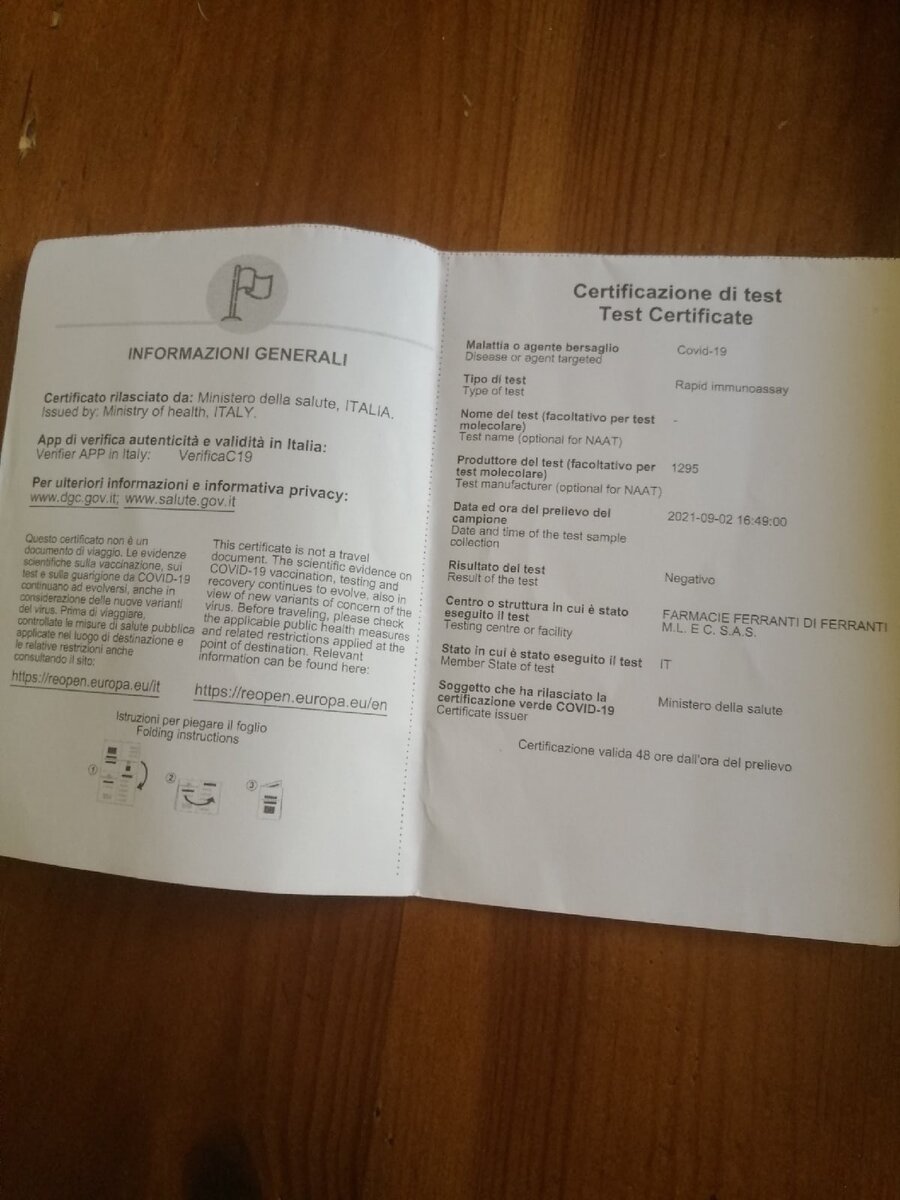 INFORMAZIONI GENERALI
Certificato rilasciato da: Ministero della salute, ITALIA.
Issued by: Ministry of health, ITALY.
App di verifica autenticità e validità in Italia:
Verifier APP in Italy: VerificaC19
Per ulteriori informazioni e informativa privacy:
www.dgc.gov.it; www.salute.gov.it
Questo certificato non è un
documento di viaggio. Le evidenze
scientifiche sulla vaccinazione, sui
test e sulla guarigione da COVID-19
continuano ad evolversi, anche in
considerazione delle nuove varianti
del virus. Prima di viaggiare,
controllate le misure di salute pubblica
applicate nel luogo di destinazione e
le relative restrizioni anche
consultando il sito:
https://reopen.europa.eu/it
This certificate is not a travel
document. The scientific evidence on
COVID-19 vaccination, testing and
recovery continues to evolve, also in
view of new variants of concern of the
virus. Before traveling, please check
the applicable public health measures
and related restrictions applied at the
point of destination. Relevant
information can be found here:
https://reopen.europa.eu/en
Istruzioni per piegare il foglio
Folding instructions
1 2 3
Certificazione di test
Test Certificate
Malattia o agente bersaglio Covid-19
Disease or agent targeted
Tipo di test Rapid immunoassay
Type of test
Nome del test (facoltativo per test -
molecolare)
Test name (optional for NAAT)
Produttore del test (facoltativo per 1295
test molecolare)
Test manufacturer (optional for NAAT)
Data ed ora del prelievo del 2021-09-02 16:49:00
campione
Date and time of the test sample
collection
Risultato del test Negativo
Result of the test
Centro o struttura in cui è stato FARMACIE FERRANTI DI FERRANTI
eseguito il test M.L. E C. S.A.S.
Testing centre or facility
Stato in cui è stato eseguito il test IT
Member State of test
Soggetto che ha rilasciato la Ministero della salute
certificazione verde COVID-19
Certificate issuer
Certificazione valida 48 ore dall'ora del prelievo